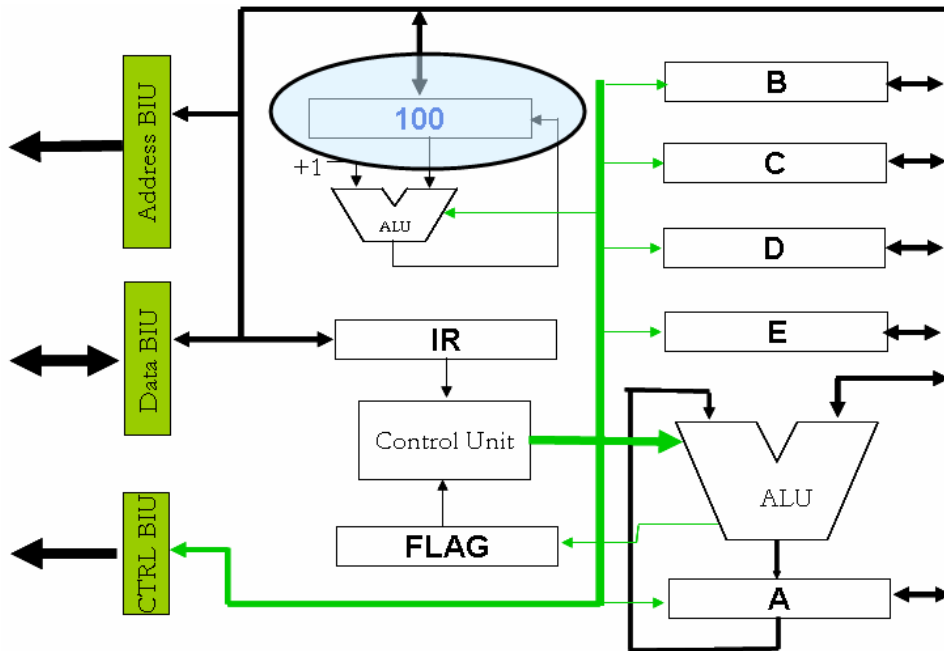 Address BIU
100
+1
ALU
B
C
D
E
Data BIU
IR
Control Unit
ALU
CTRL BIU
FLAG
A